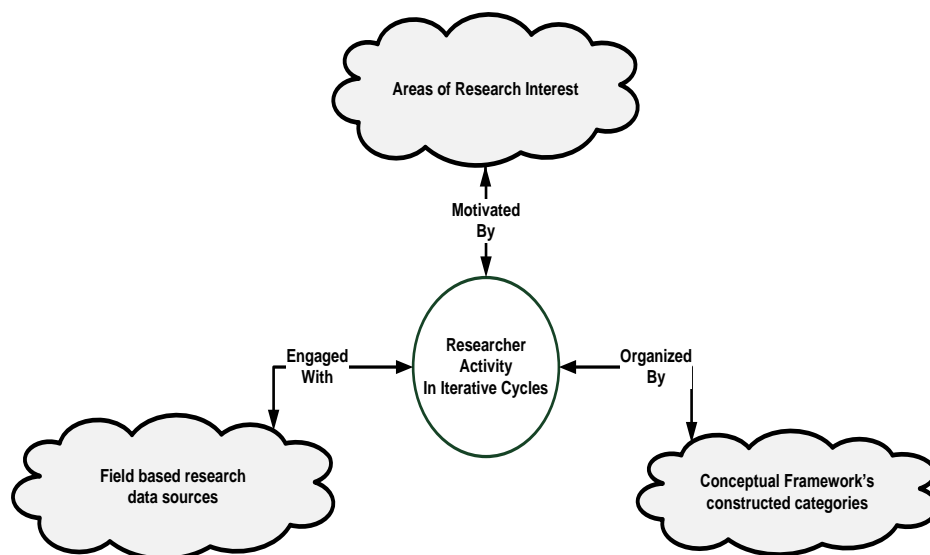 Areas of Research Interest
Motivated
By
Researcher
Activity
In Iterative Cycles
Engaged
With
Organized
By
Field based research
data sources
Conceptual Framework's
constructed categories